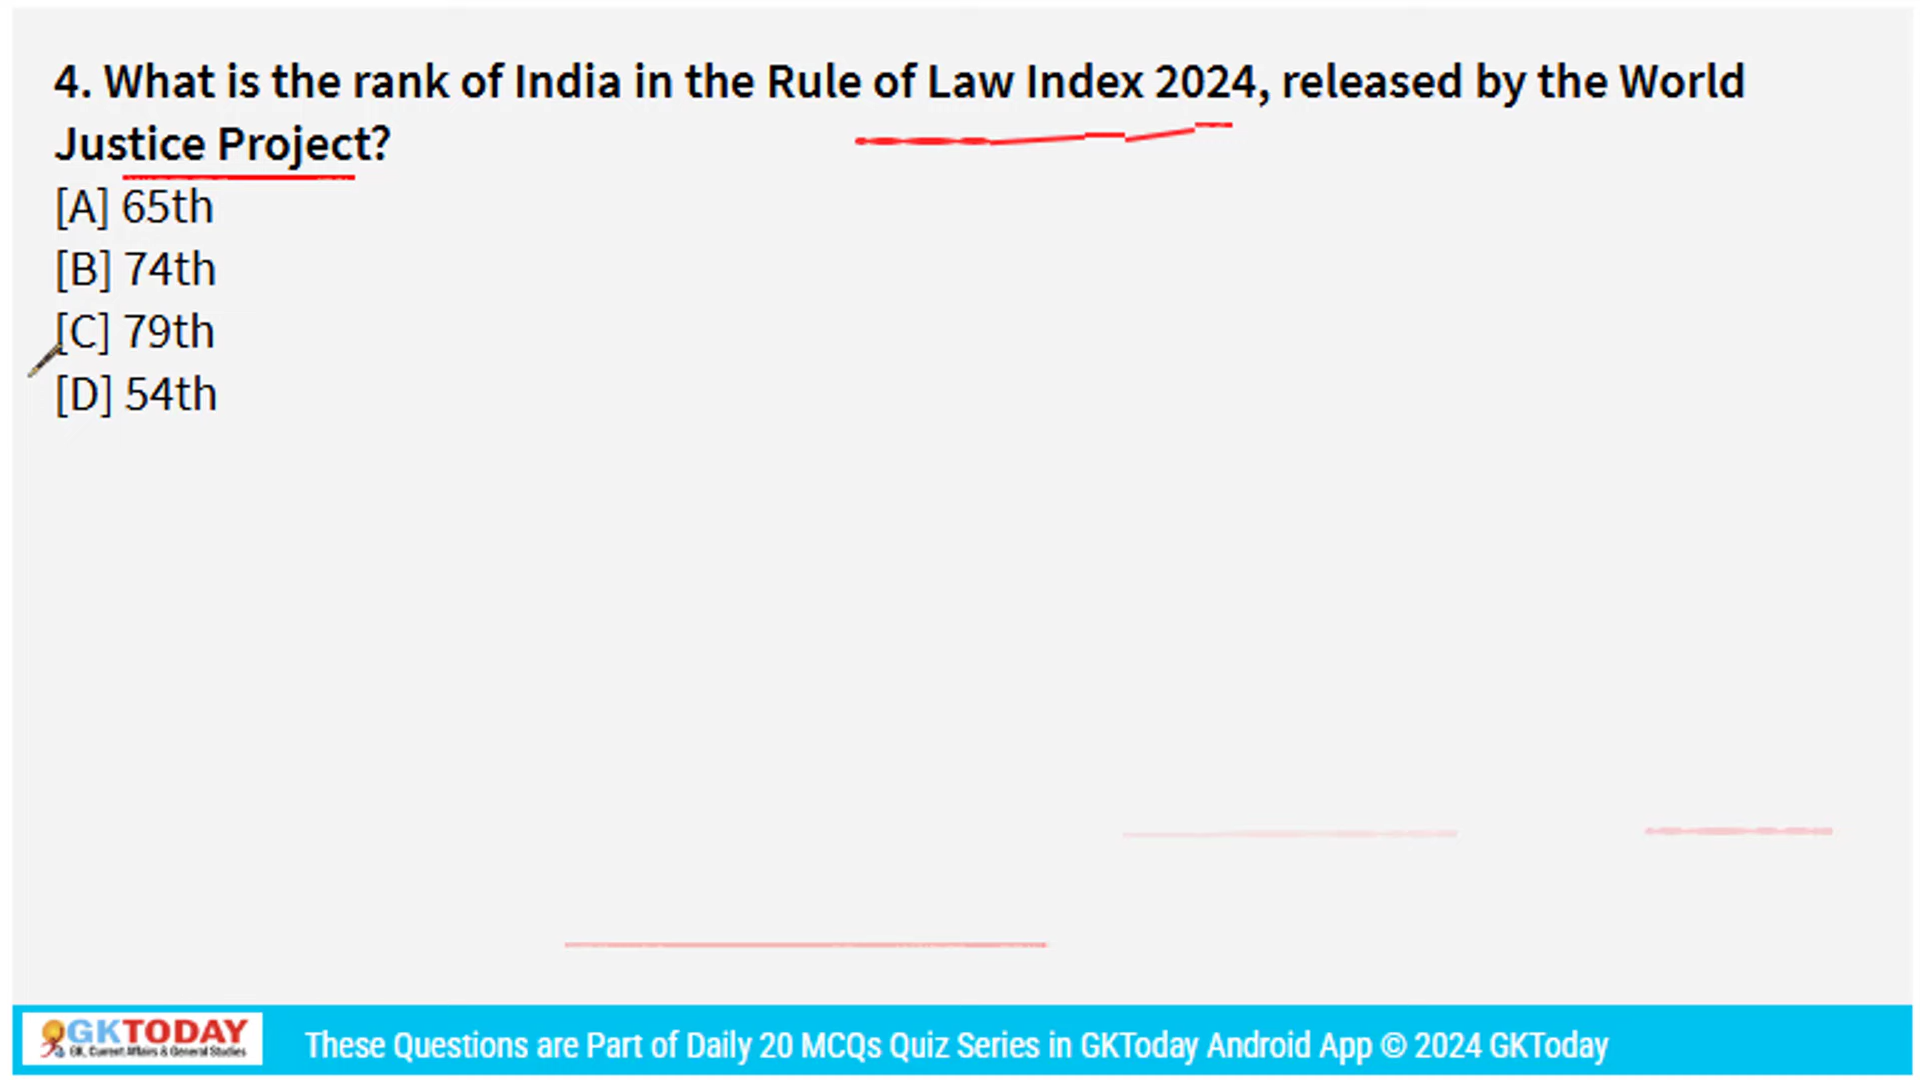 4. What is the rank of India in the Rule of Law Index 2024, released by the World
Justice Project?
[A] 65th
[B] 74th
[C] 79th
[D] 54th
GKTODAY
GK, Current Affairs & General Studies
These Questions are Part of Daily 20 MCQs Quiz Series in GKToday Android App © 2024 GKToday